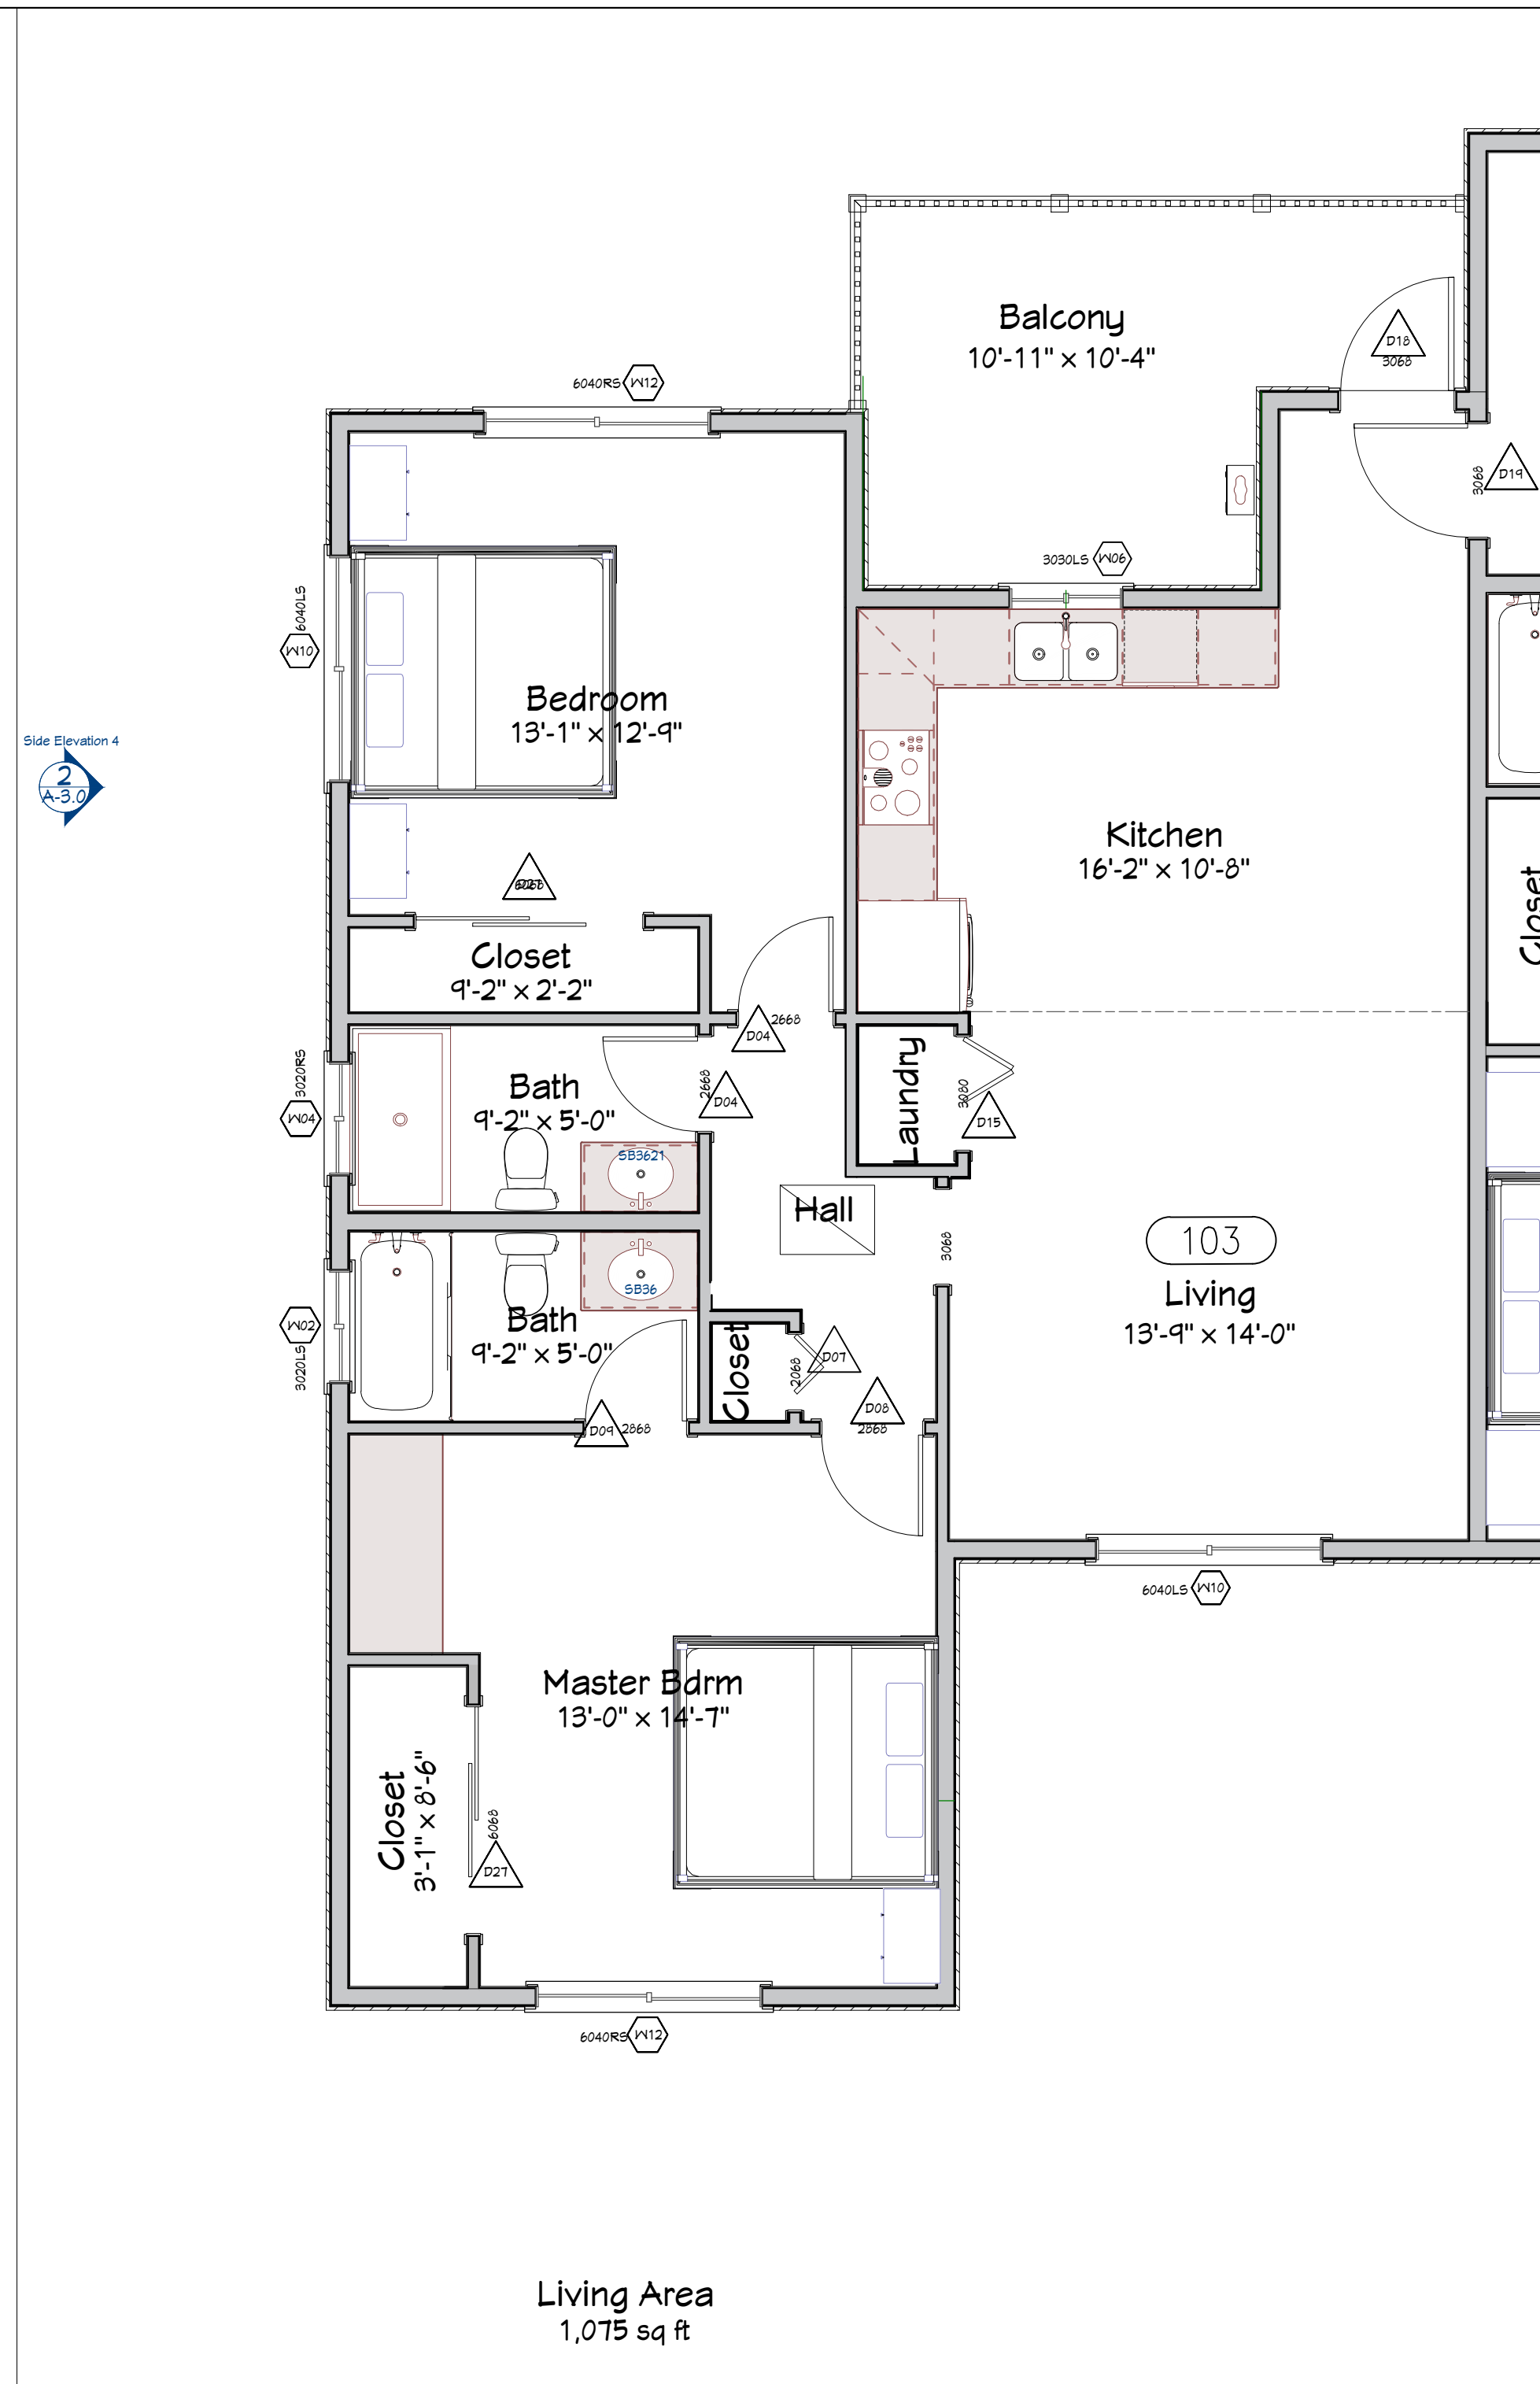 Balcony
10'-11" x 10'-4"
D18
3068
6040RS
W12
3068
D19
3030LS
W06
6040LS
W10
Bedroom
13'-1" x 12'-9"
Side Elevation 4
2
A-3.0
Kitchen
16'-2" x 10'-8"
D27
6068
Closet
Closet
9'-2" x 2'-2"
2668
D04
Laundry
3020RS
W04
Bath
9'-2" x 5'-0"
2668
D04
3080
D15
SB3621
Hall
3068
103
SB36
Living
13'-9" x 14'-0"
W02
3020LS
Bath
9'-2" x 5'-0"
Closet
2068
D07
D08
2868
D09
2868
6040LS
W10
Master Bdrm
13'-0" x 14'-7"
Closet
3'-1" x 8'-6"
6068
D27
6040RS
W12
Living Area
1,075 sq ft